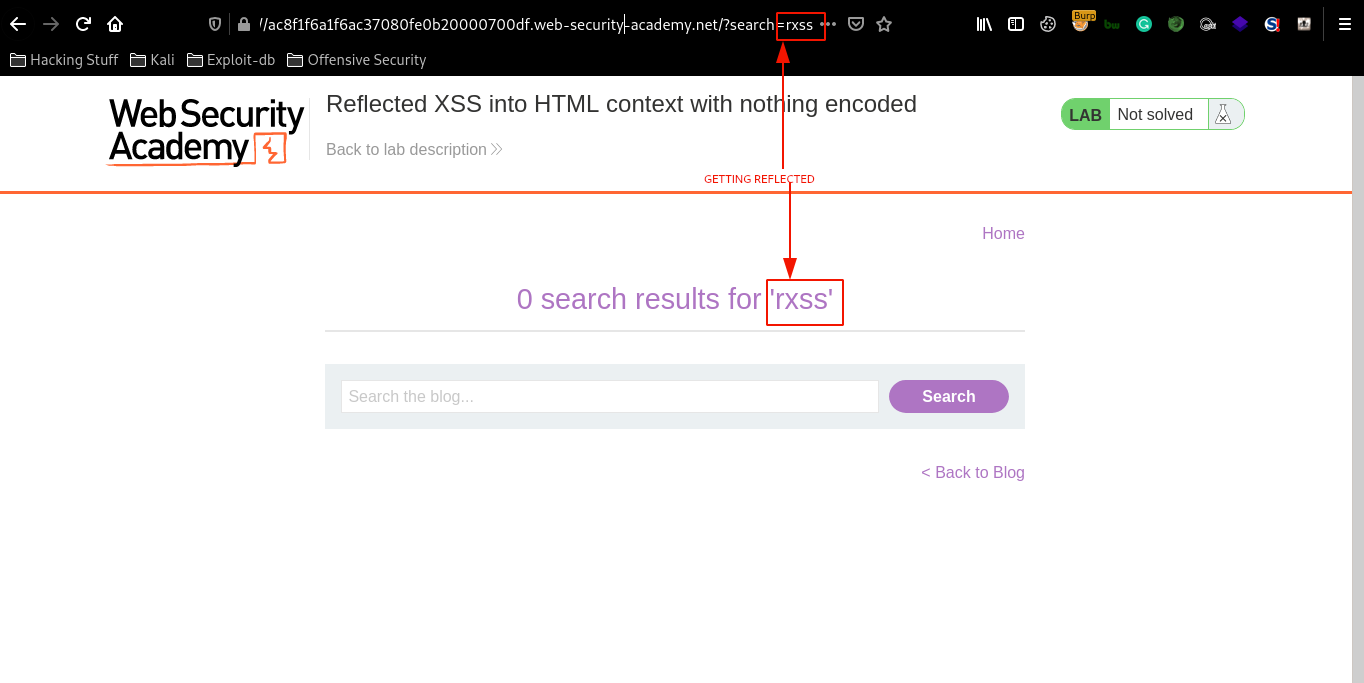 //ac8f1f6a1f6ac37080fe0b20000700df.web-security-academy.net/?search=rxss
Burp
bw
Hacking Stuff Kali Exploit-db Offensive Security
Web Security
Academy
Reflected XSS into HTML context with nothing encoded
Back to lab description
LAB Not solved
GETTING REFLECTED
Home
0 search results for 'rxss'
Search the blog... Search
< Back to Blog